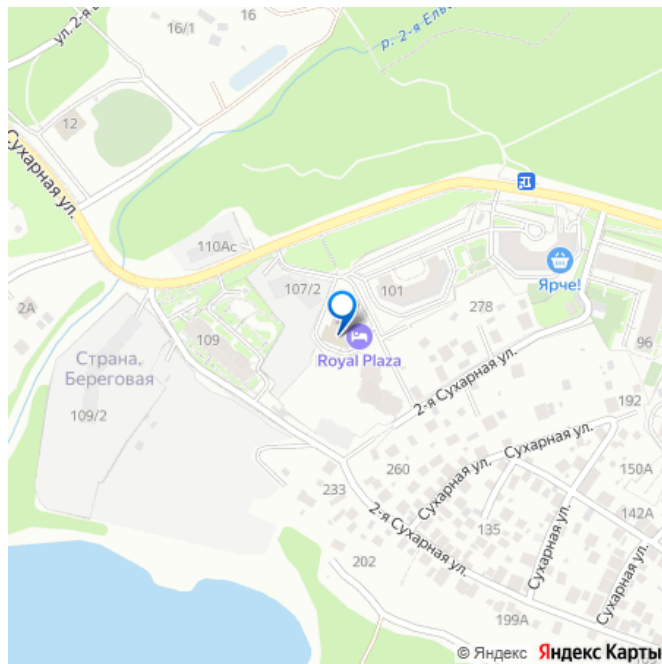 16
16/1
ул. 2-я
р. 2-я Ель
12
Сухарная ул.
110Ас
Ярче!
107/2
101
278
2А
109
Royal Plaza
96
Страна.
Береговая
2-я Сухарная ул.
109/2
192
Сухарная ул.
Сухарная ул.
150А
260
233
2-я Сухарная ул.
135
142А
Сухарная ул.
Сухарная ул.
202
199А
© Яндекс Яндекс Карты